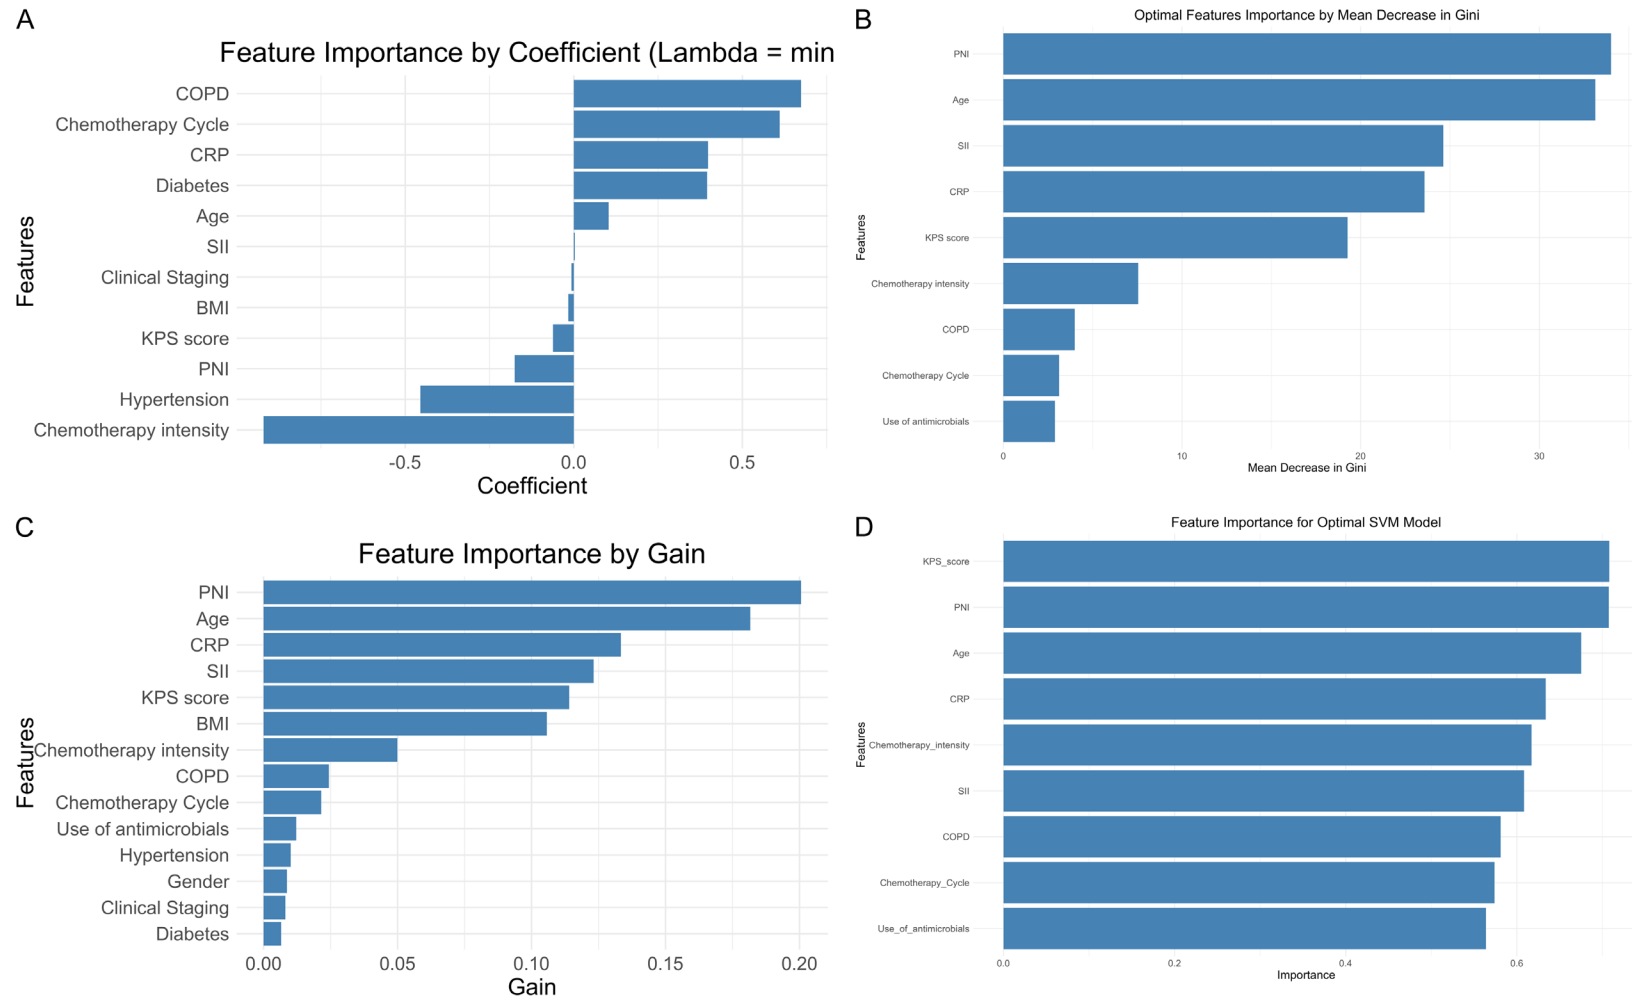 A
Feature Importance by Coefficient (Lambda = min
Features
COPD
Chemotherapy Cycle
CRP
Diabetes
Age
SII
Clinical Staging
BMI
KPS score
PNI
Hypertension
Chemotherapy intensity
-0.5 0.0 0.5
Coefficient
B
Optimal Features Importance by Mean Decrease in Gini
Features
PNI
Age
SII
CRP
KPS score
Chemotherapy intensity
COPD
Chemotherapy Cycle
Use of antimicrobials
0 10 20 30
Mean Decrease in Gini
C
Feature Importance by Gain
Features
PNI
Age
CRP
SII
KPS score
BMI
Chemotherapy intensity
COPD
Chemotherapy Cycle
Use of antimicrobials
Hypertension
Gender
Clinical Staging
Diabetes
0.00 0.05 0.10 0.15 0.20
Gain
D
Feature Importance for Optimal SVM Model
Features
KPS_score
PNI
Age
CRP
Chemotherapy_intensity
SII
COPD
Chemotherapy_Cycle
Use_of_antimicrobials
0.0 0.2 0.4 0.6
Importance